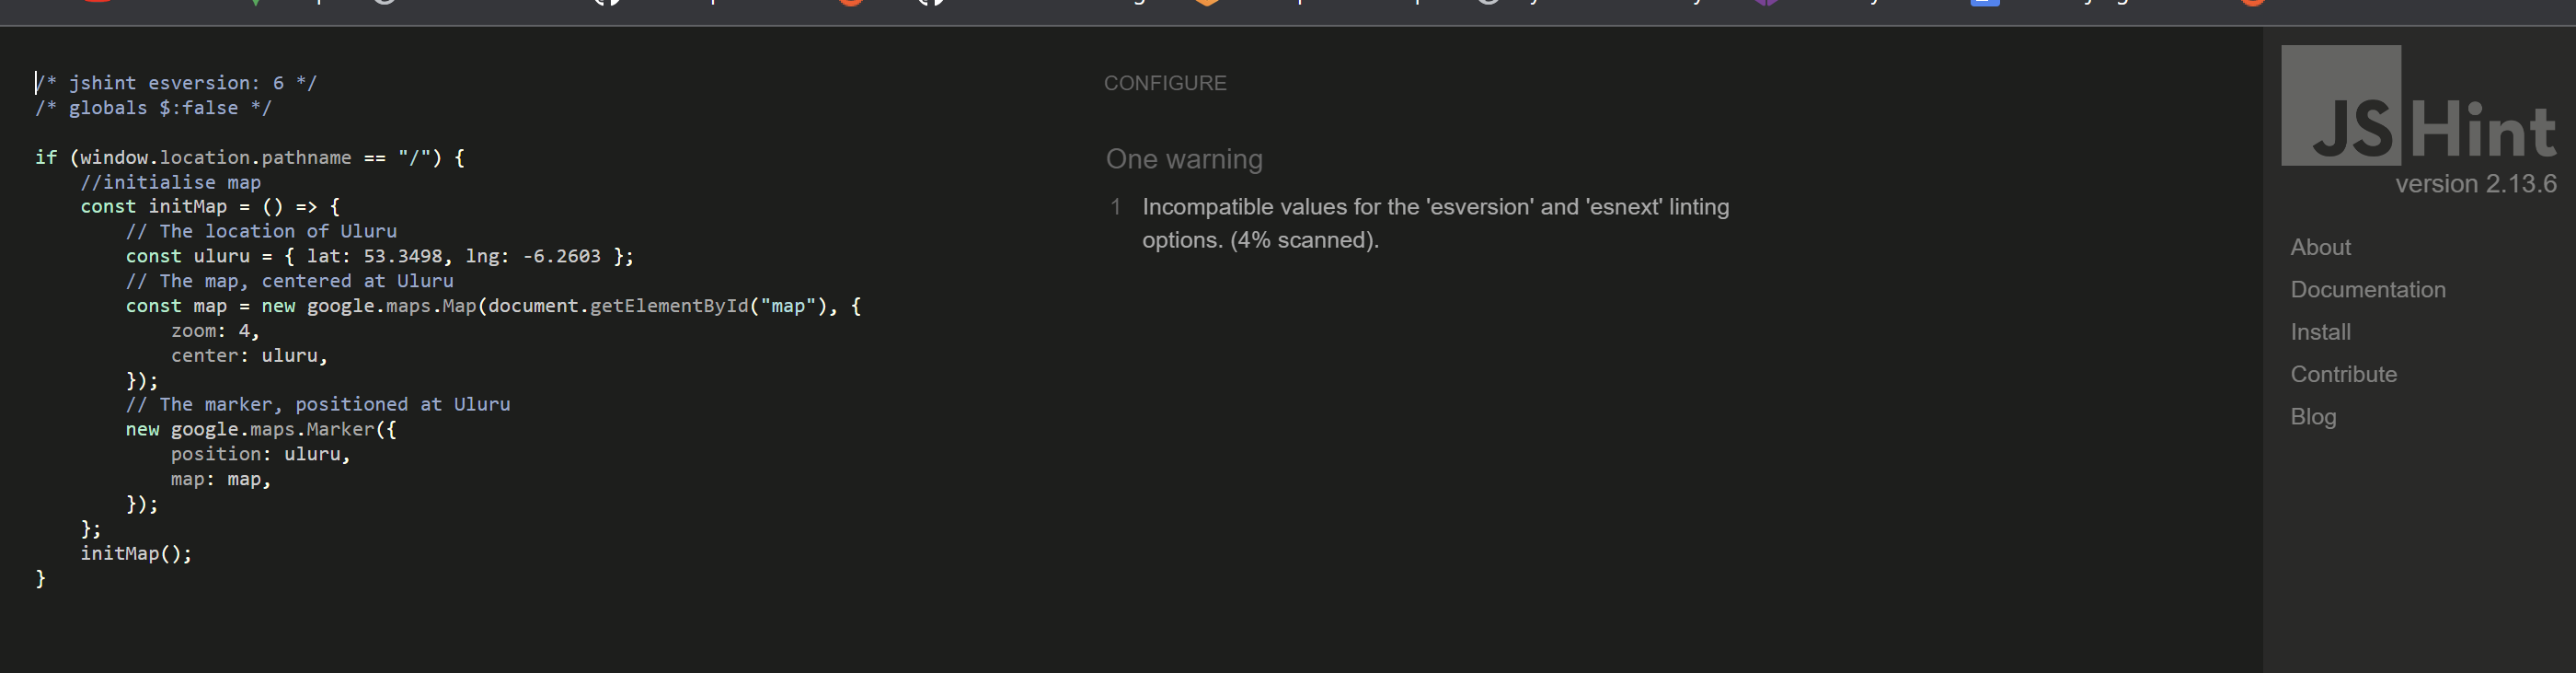 /* jshint esversion: 6 */
/* globals $:false */
if (window.location.pathname == "/") {
//initialise map
const initMap = () => {
// The location of Uluru
const uluru = { lat: 53.3498, lng: -6.2603 };
// The map, centered at Uluru
const map = new google.maps.Map(document.getElementById("map"), {
zoom: 4,
center: uluru,
});
// The marker, positioned at Uluru
new google.maps.Marker({
position: uluru,
map: map,
});
};
initMap();
}
CONFIGURE
One warning
1 Incompatible values for the 'esversion' and 'esnext' linting
options. (4% scanned).
JSHint
version 2.13.6
About
Documentation
Install
Contribute
Blog